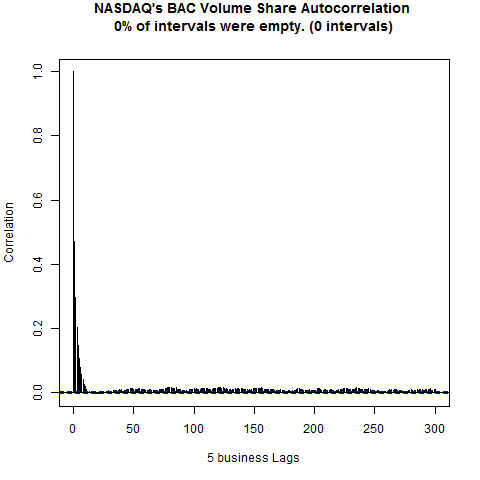 NASDAQ's BAC Volume Share Autocorrelation
0% of intervals were empty. (0 intervals)
Correlation
1.0
0.8
0.6
0.4
0.2
0.0
0 50 100 150 200 250 300
5 business Lags